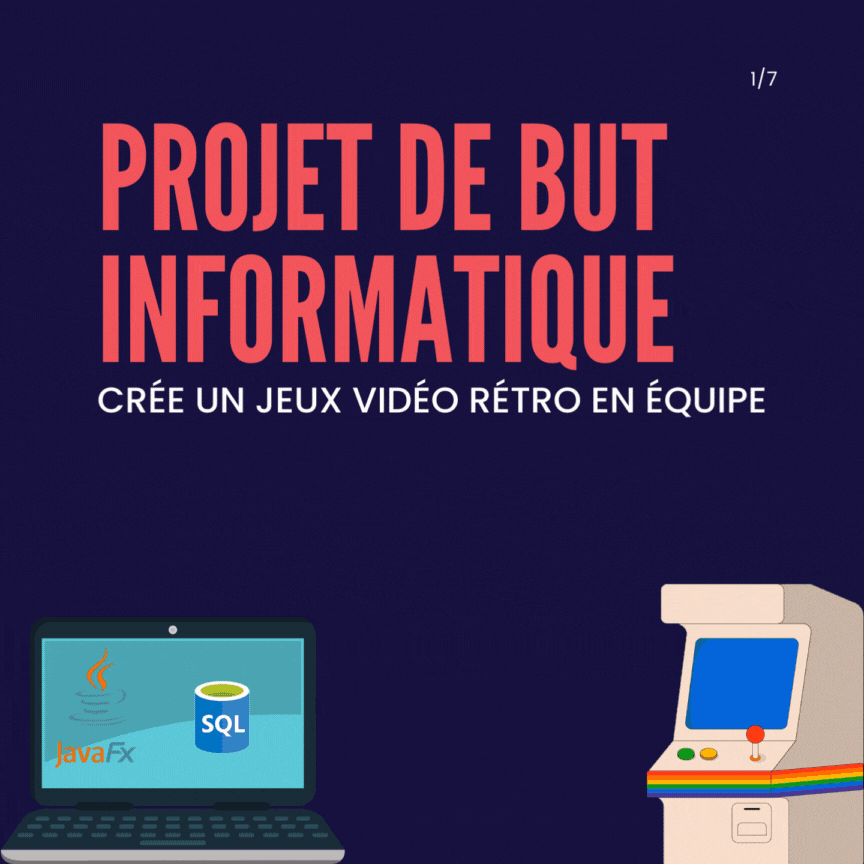 1/7
PROJET DE BUT
INFORMATIQUE
CRÉE UN JEUX VIDÉO RÉTRO EN ÉQUIPE
SQL
JavaFx